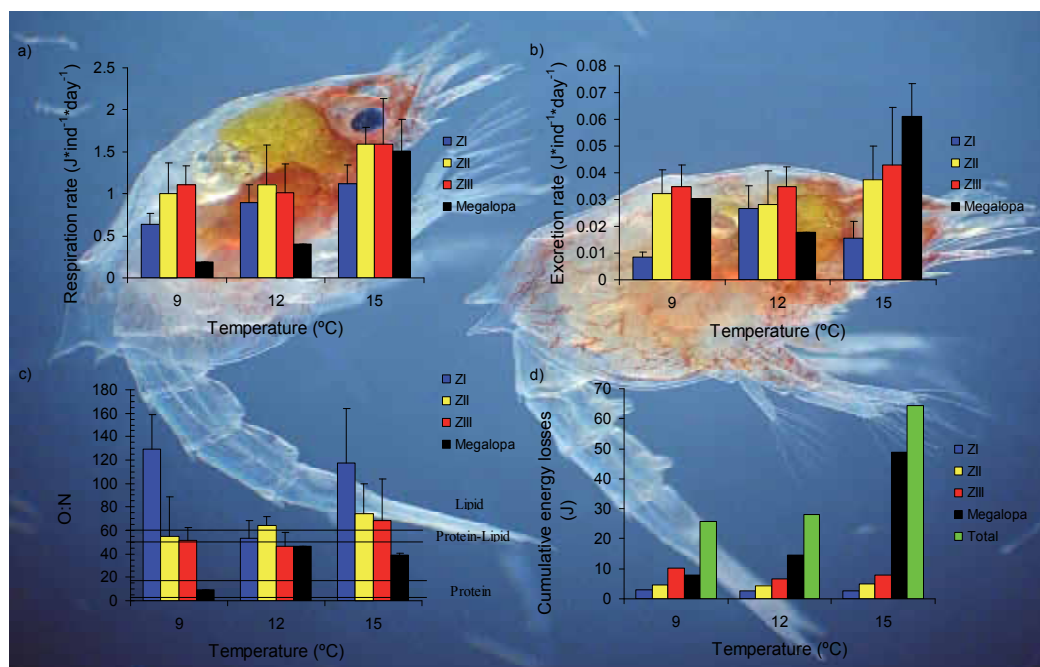 a)
Respiration rate (J*ind⁻¹*day⁻¹)
2.5
2
1.5
1
0.5
0
9
12
15
Temperature (ºC)
ZI
ZII
ZIII
Megalopa
b)
Excretion rate (J*ind⁻¹*day⁻¹)
0.08
0.07
0.06
0.05
0.04
0.03
0.02
0.01
0
9
12
15
Temperature (ºC)
ZI
ZII
ZIII
Megalopa
c)
O:N
180
160
140
120
100
80
60
40
20
0
9
12
15
Temperature (ºC)
ZI
ZII
ZIII
Megalopa
Lipid
Protein-Lipid
Protein
d)
Cumulative energy losses
(J)
70
60
50
40
30
20
10
0
9
12
15
Temperature (ºC)
ZI
ZII
ZIII
Megalopa
Total